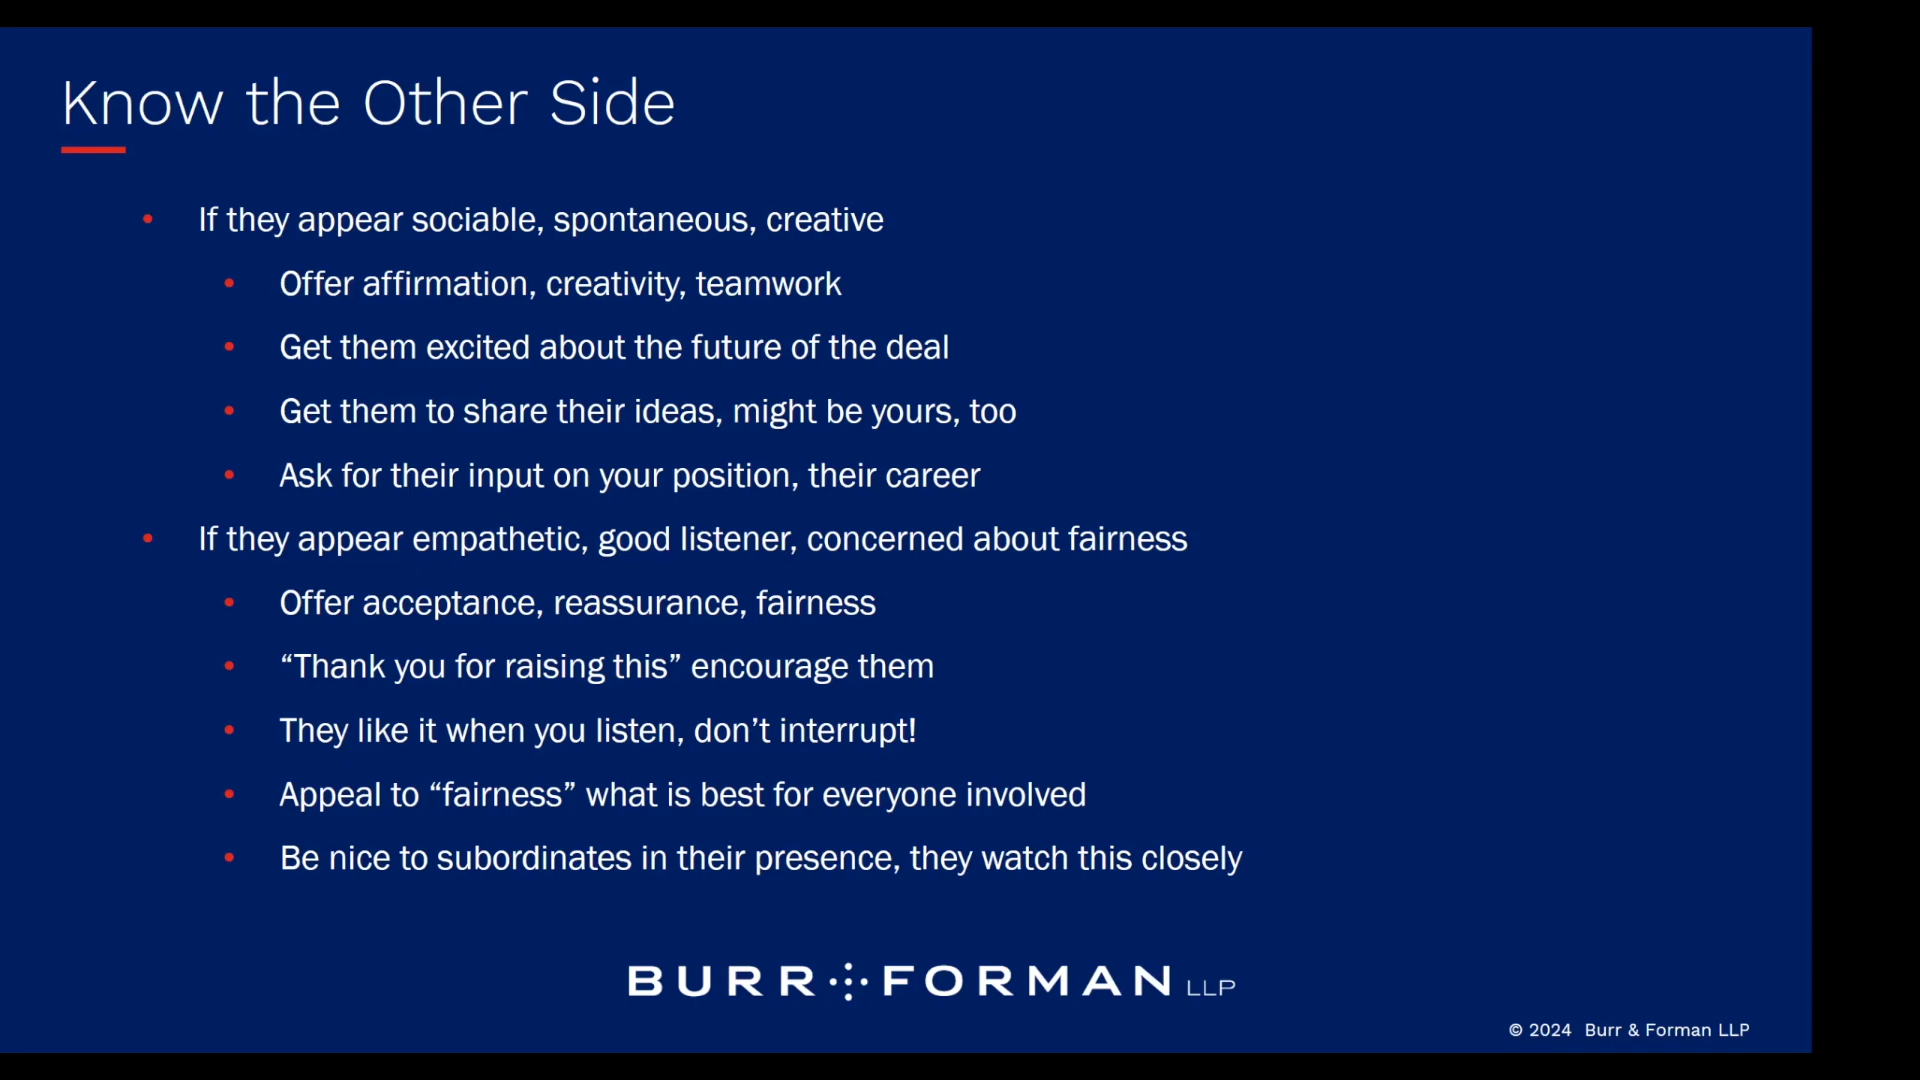 Know the Other Side
• If they appear sociable, spontaneous, creative
• Offer affirmation, creativity, teamwork
• Get them excited about the future of the deal
• Get them to share their ideas, might be yours, too
• Ask for their input on your position, their career
• If they appear empathetic, good listener, concerned about fairness
• Offer acceptance, reassurance, fairness
• “Thank you for raising this” encourage them
• They like it when you listen, don’t interrupt!
• Appeal to “fairness” what is best for everyone involved
• Be nice to subordinates in their presence, they watch this closely
BURR FORMAN LLP
© 2024 Burr & Forman LLP